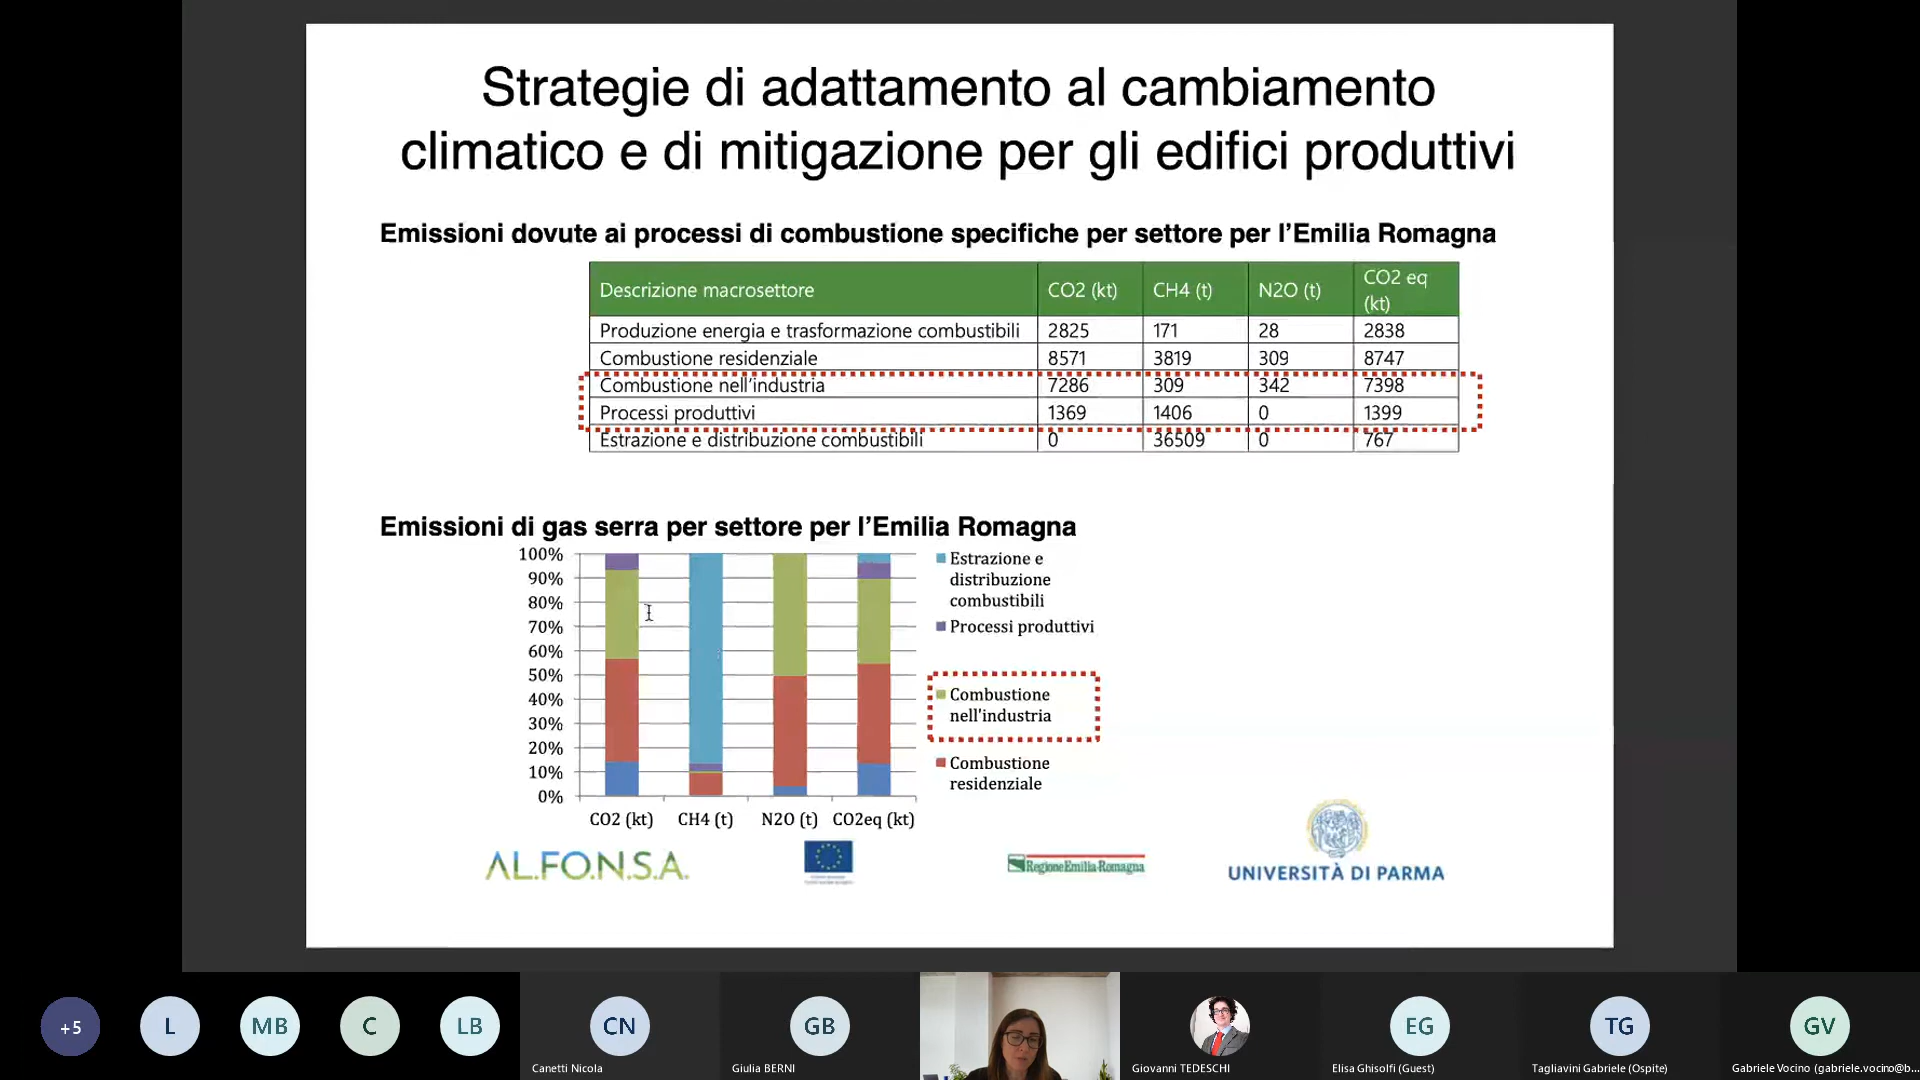 Strategie di adattamento al cambiamento
climatico e di mitigazione per gli edifici produttivi
Emissioni dovute ai processi di combustione specifiche per settore per l'Emilia Romagna
Descrizione macrosettore CO2 (kt) CH4 (t) N2O (t) CO2 eq (kt)
Produzione energia e trasformazione combustibili 2825 171 28 2838
Combustione residenziale 8571 3819 309 8747
Combustione nell'industria 7286 309 342 7398
Processi produttivi 1369 1406 0 1399
Estrazione e distribuzione combustibili 0 36509 0 767
Emissioni di gas serra per settore per l'Emilia Romagna
100%
90%
80%
70%
60%
50%
40%
30%
20%
10%
0%
CO2 (kt) CH4 (t) N2O (t) CO2eq (kt)
Estrazione e
distribuzione
combustibili
Processi produttivi
Combustione
nell'industria
Combustione
residenziale
AL.FO.N.S.A.
RegioneEmilia-Romagna
UNIVERSITÀ DI PARMA
+5 L MB C LB CN GB EG TG GV
Canetti Nicola Giulia BERNI Giovanni TEDESCHI Elisa Ghisolfi (Guest) Tagliavini Gabriele (Ospite) Gabriele Vocino (gabriele.vocino@b...